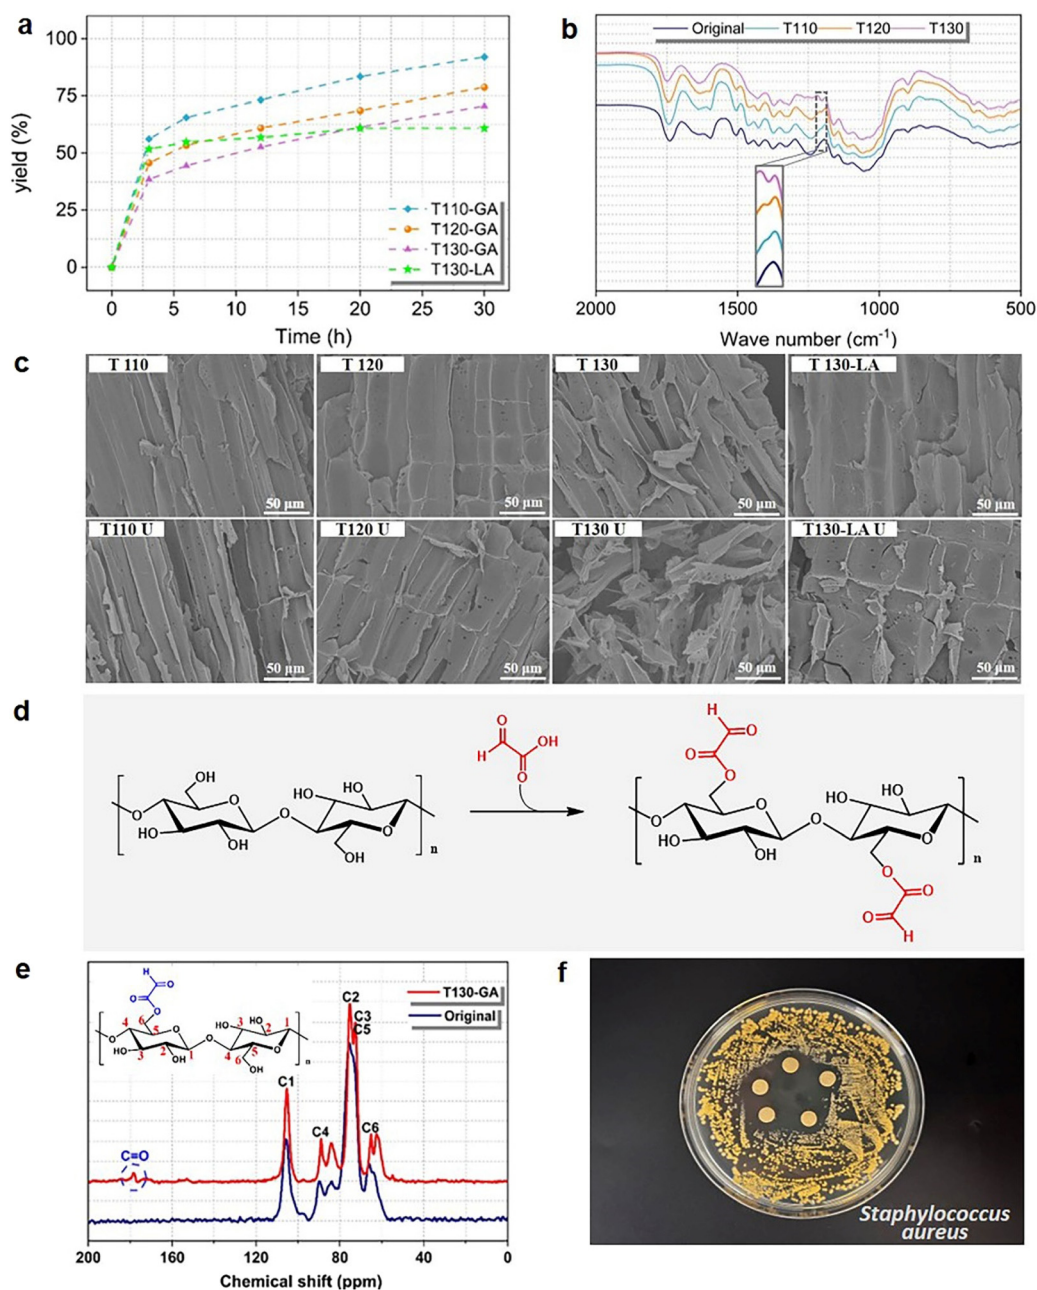 a
100
75
50
25
0
yield (%)
T110-GA
T120-GA
T130-GA
T130-LA
0 5 10 15 20 25 30
Time (h)
b
Original T110 T120 T130
2000 1500 1000 500
Wave number (cm⁻¹)
c
T 110
50 μm
T 120
50 μm
T 130
50 μm
T 130-LA
50 μm
T110 U
50 μm
T120 U
50 μm
T130 U
50 μm
T130-LA U
50 μm
d
OH
HO
OH
O
O
HO
HO
O
OH
n
O
H
OH
O
H
O
O
O
O
HO
OH
O
O
HO
HO
O
n
O
O
O
H
e
H
O
O
O
6
4
5
O
O
HO
3
2
OH
1
O
3
HO
HO
2
1
4
5
O
6
OH
n
T130-GA
Original
C2
C3
C5
C1
C4
C6
C=O
200 160 120 80 40 0
Chemical shift (ppm)
f
Staphylococcus
aureus